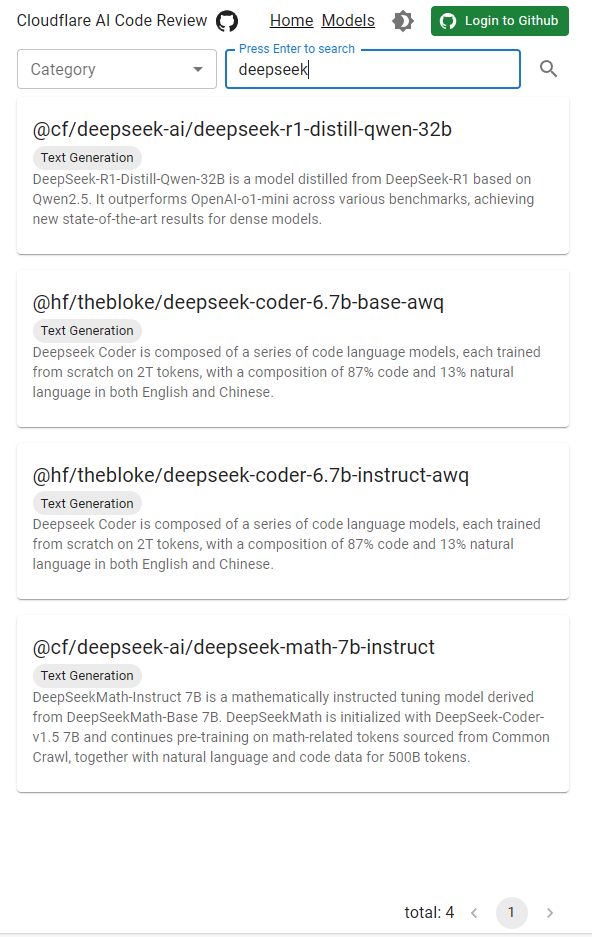 Cloudflare AI Code Review Home Models Login to Github
Press Enter to search
Category deepseek
@cf/deepseek-ai/deepseek-r1-distill-qwen-32b
Text Generation
DeepSeek-R1-Distill-Qwen-32B is a model distilled from DeepSeek-R1 based on
Qwen2.5. It outperforms OpenAI-o1-mini across various benchmarks, achieving
new state-of-the-art results for dense models.
@hf/thebloke/deepseek-coder-6.7b-base-awq
Text Generation
Deepseek Coder is composed of a series of code language models, each trained
from scratch on 2T tokens, with a composition of 87% code and 13% natural
language in both English and Chinese.
@hf/thebloke/deepseek-coder-6.7b-instruct-awq
Text Generation
Deepseek Coder is composed of a series of code language models, each trained
from scratch on 2T tokens, with a composition of 87% code and 13% natural
language in both English and Chinese.
@cf/deepseek-ai/deepseek-math-7b-instruct
Text Generation
DeepSeekMath-Instruct 7B is a mathematically instructed tuning model derived
from DeepSeekMath-Base 7B. DeepSeekMath is initialized with DeepSeek-Coder-
v1.5 7B and continues pre-training on math-related tokens sourced from Common
Crawl, together with natural language and code data for 500B tokens.
total: 4 1